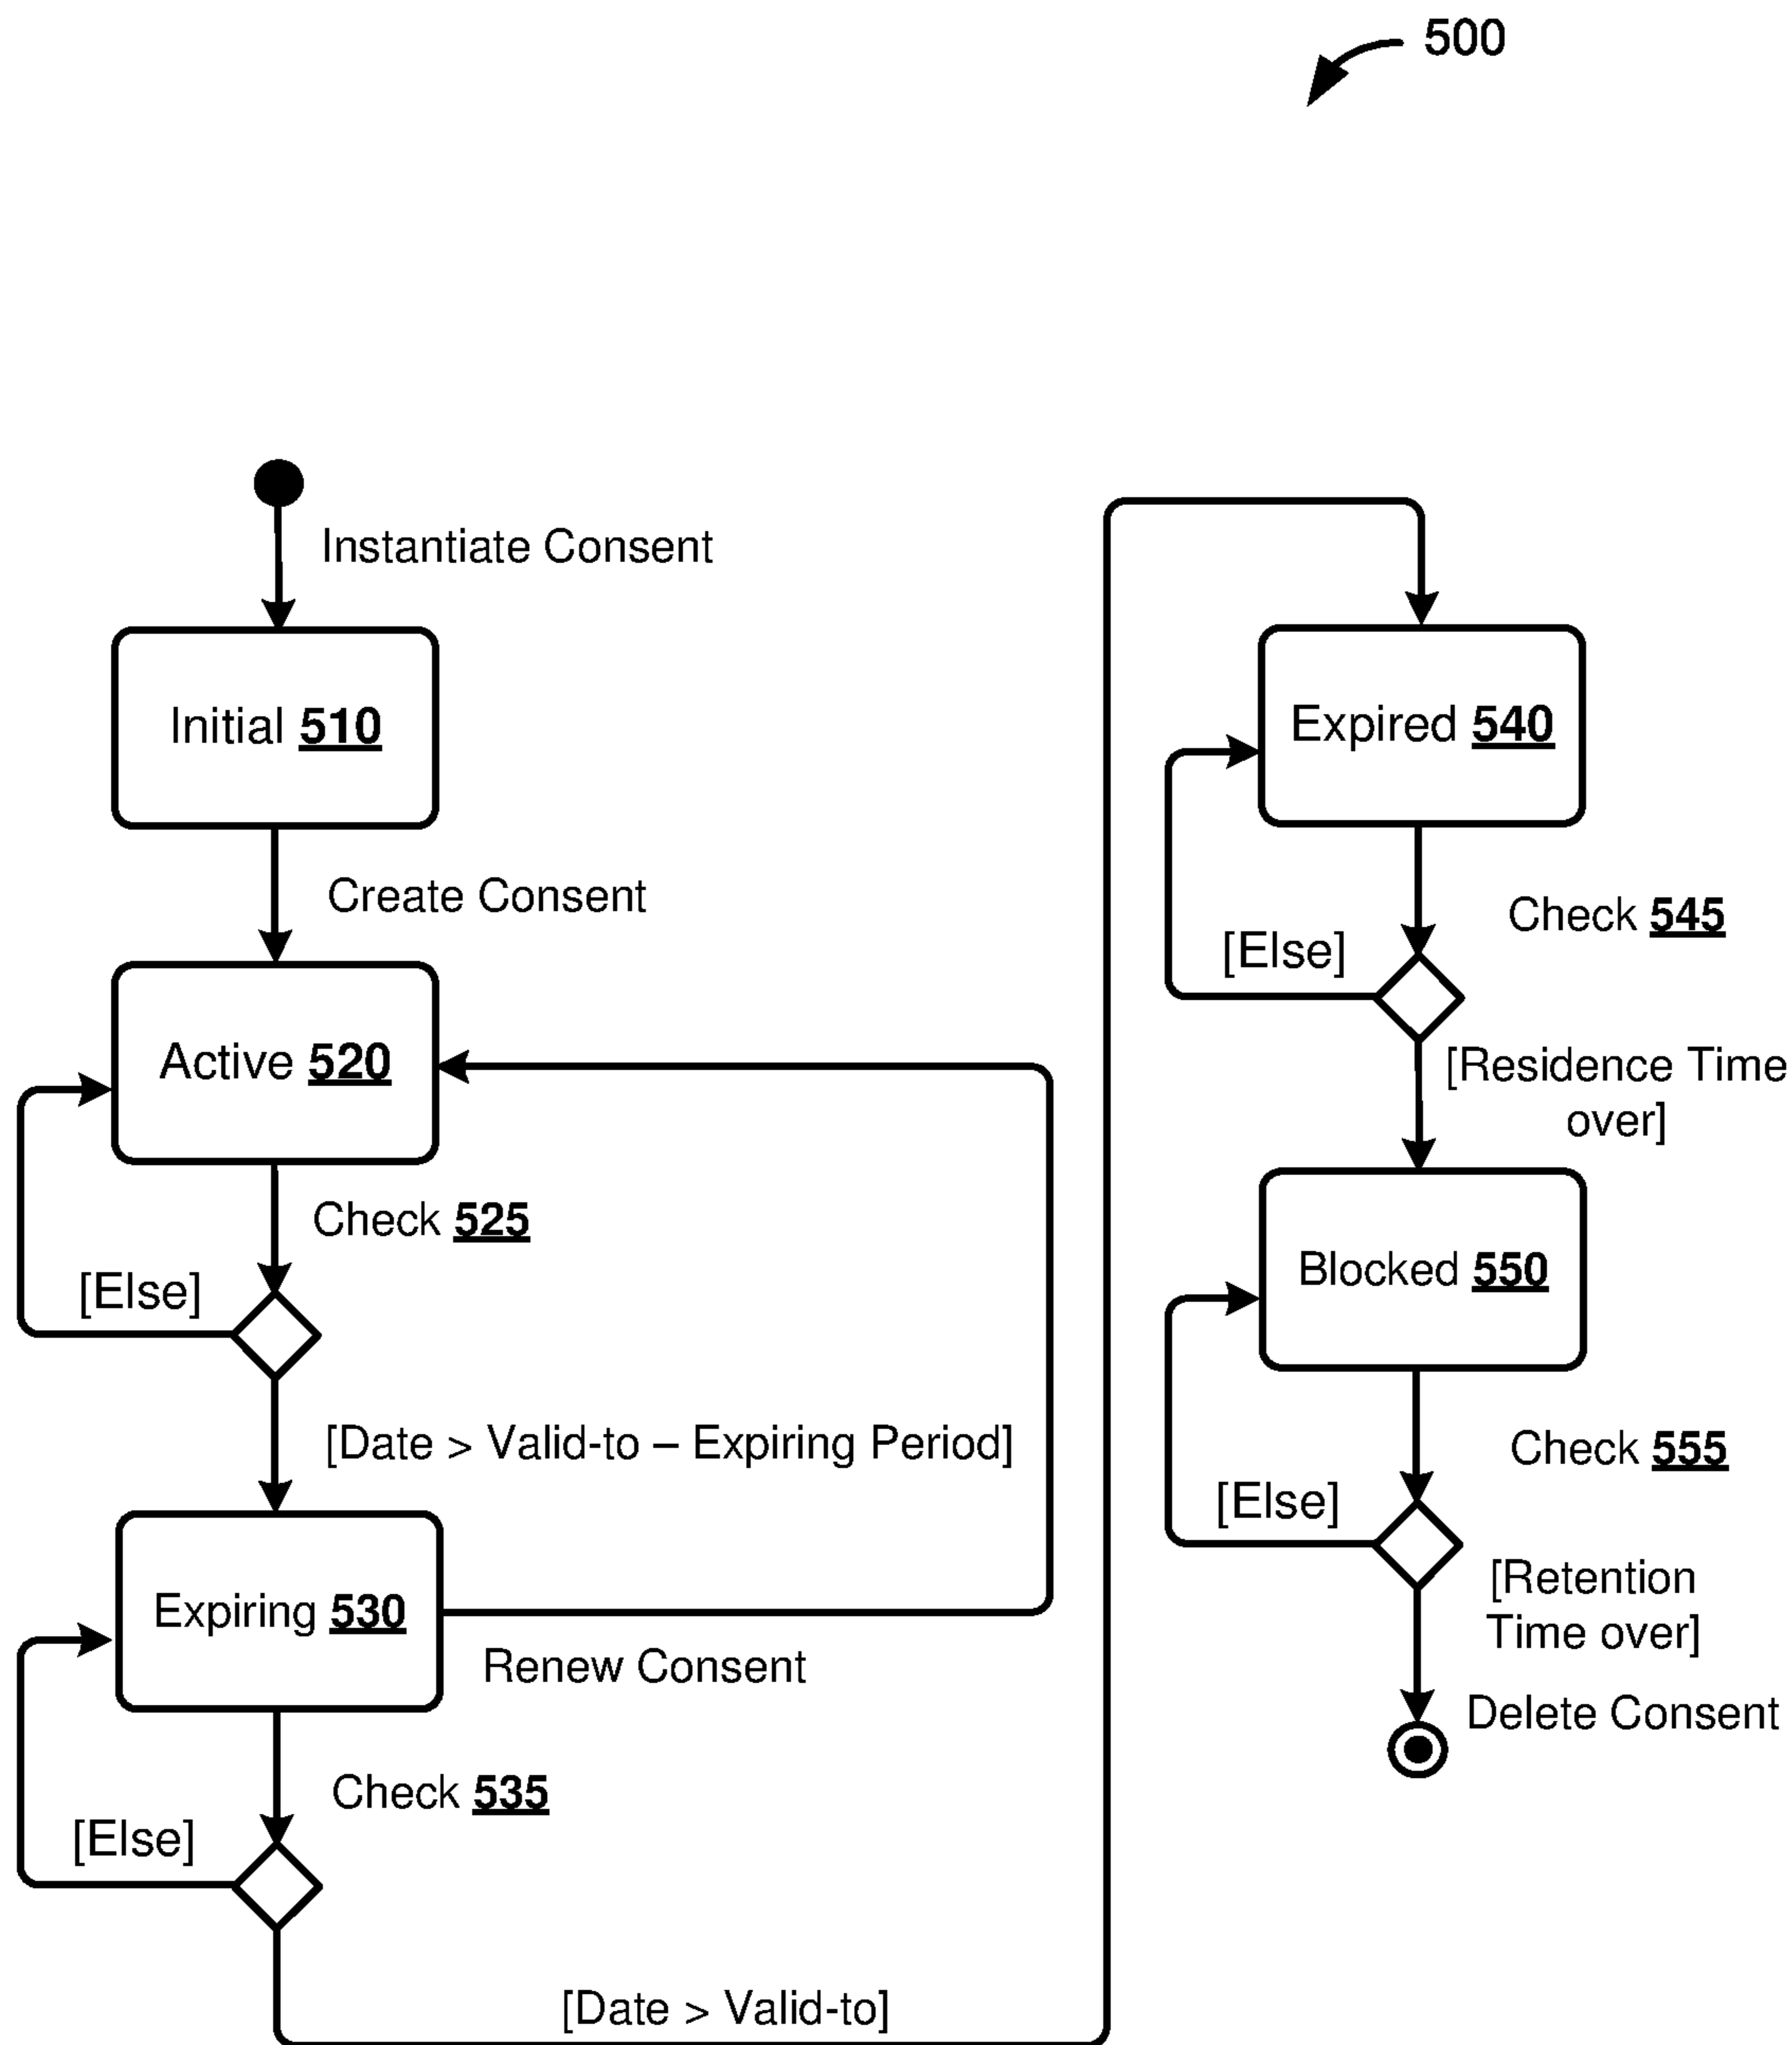 500
Instantiate Consent
Initial 510
Create Consent
Active 520
Check 525
[Else]
[Date > Valid-to – Expiring Period]
Expiring 530
Renew Consent
Check 535
[Else]
[Date > Valid-to]
Expired 540
Check 545
[Else]
[Residence Time
over]
Blocked 550
Check 555
[Else]
[Retention
Time over]
Delete Consent